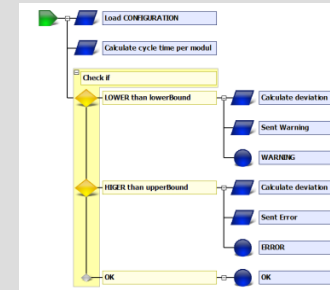 Load CONFIGURATION
Calculate cycle time per modul
Check if
LOWER than lowerBound
Calculate deviation
Sent Warning
WARNING
HIGER than upperBound
Calculate deviation
Sent Error
ERROR
OK
OK